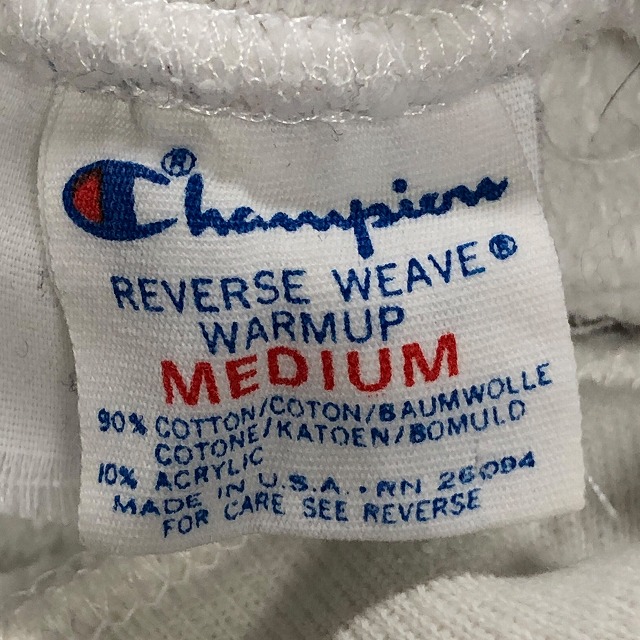 Champion®
REVERSE WEAVE®
WARMUP
MEDIUM
90% COTTON/COTON/BAUMWOLLE
COTONE/KATOEN/BOMULD
10% ACRYLIC
MADE IN U.S.A. • RN 26094
FOR CARE SEE REVERSE